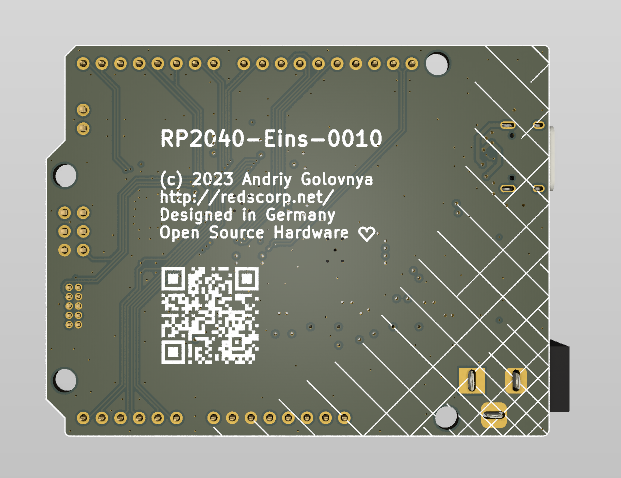 RP2040-Eins-0010
(c) 2023 Andriy Golovnya
http://redscorp.net/
Designed in Germany
Open Source Hardware ♡